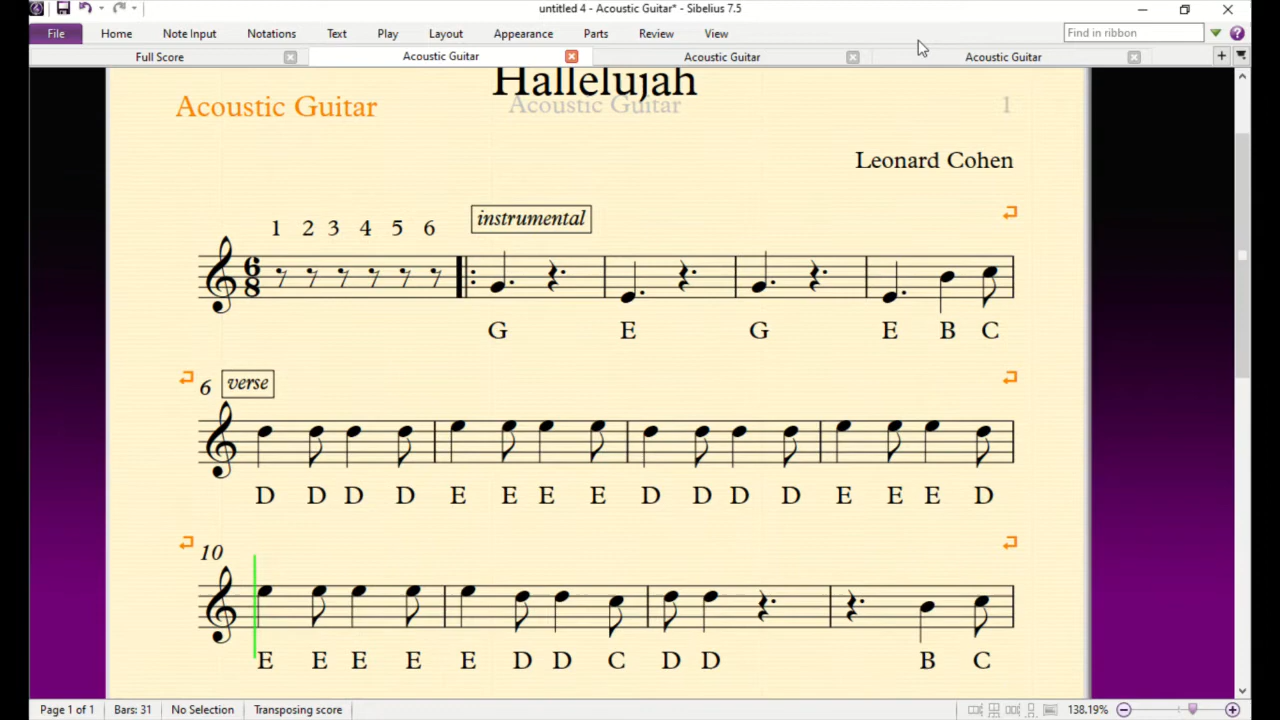 untitled 4 - Acoustic Guitar* - Sibelius 7.5
File Home Note Input Notations Text Play Layout Appearance Parts Review View Find in ribbon
Full Score Acoustic Guitar Acoustic Guitar Acoustic Guitar
Hallelujah
Acoustic Guitar Acoustic Guitar 1
Leonard Cohen
1 2 3 4 5 6 instrumental
6
8
G E G E B C
6 verse
D D D D E E E E D D D D E E E D
10
E E E E E D D C D D B C
Page 1 of 1 Bars: 31 No Selection Transposing score 138.19%